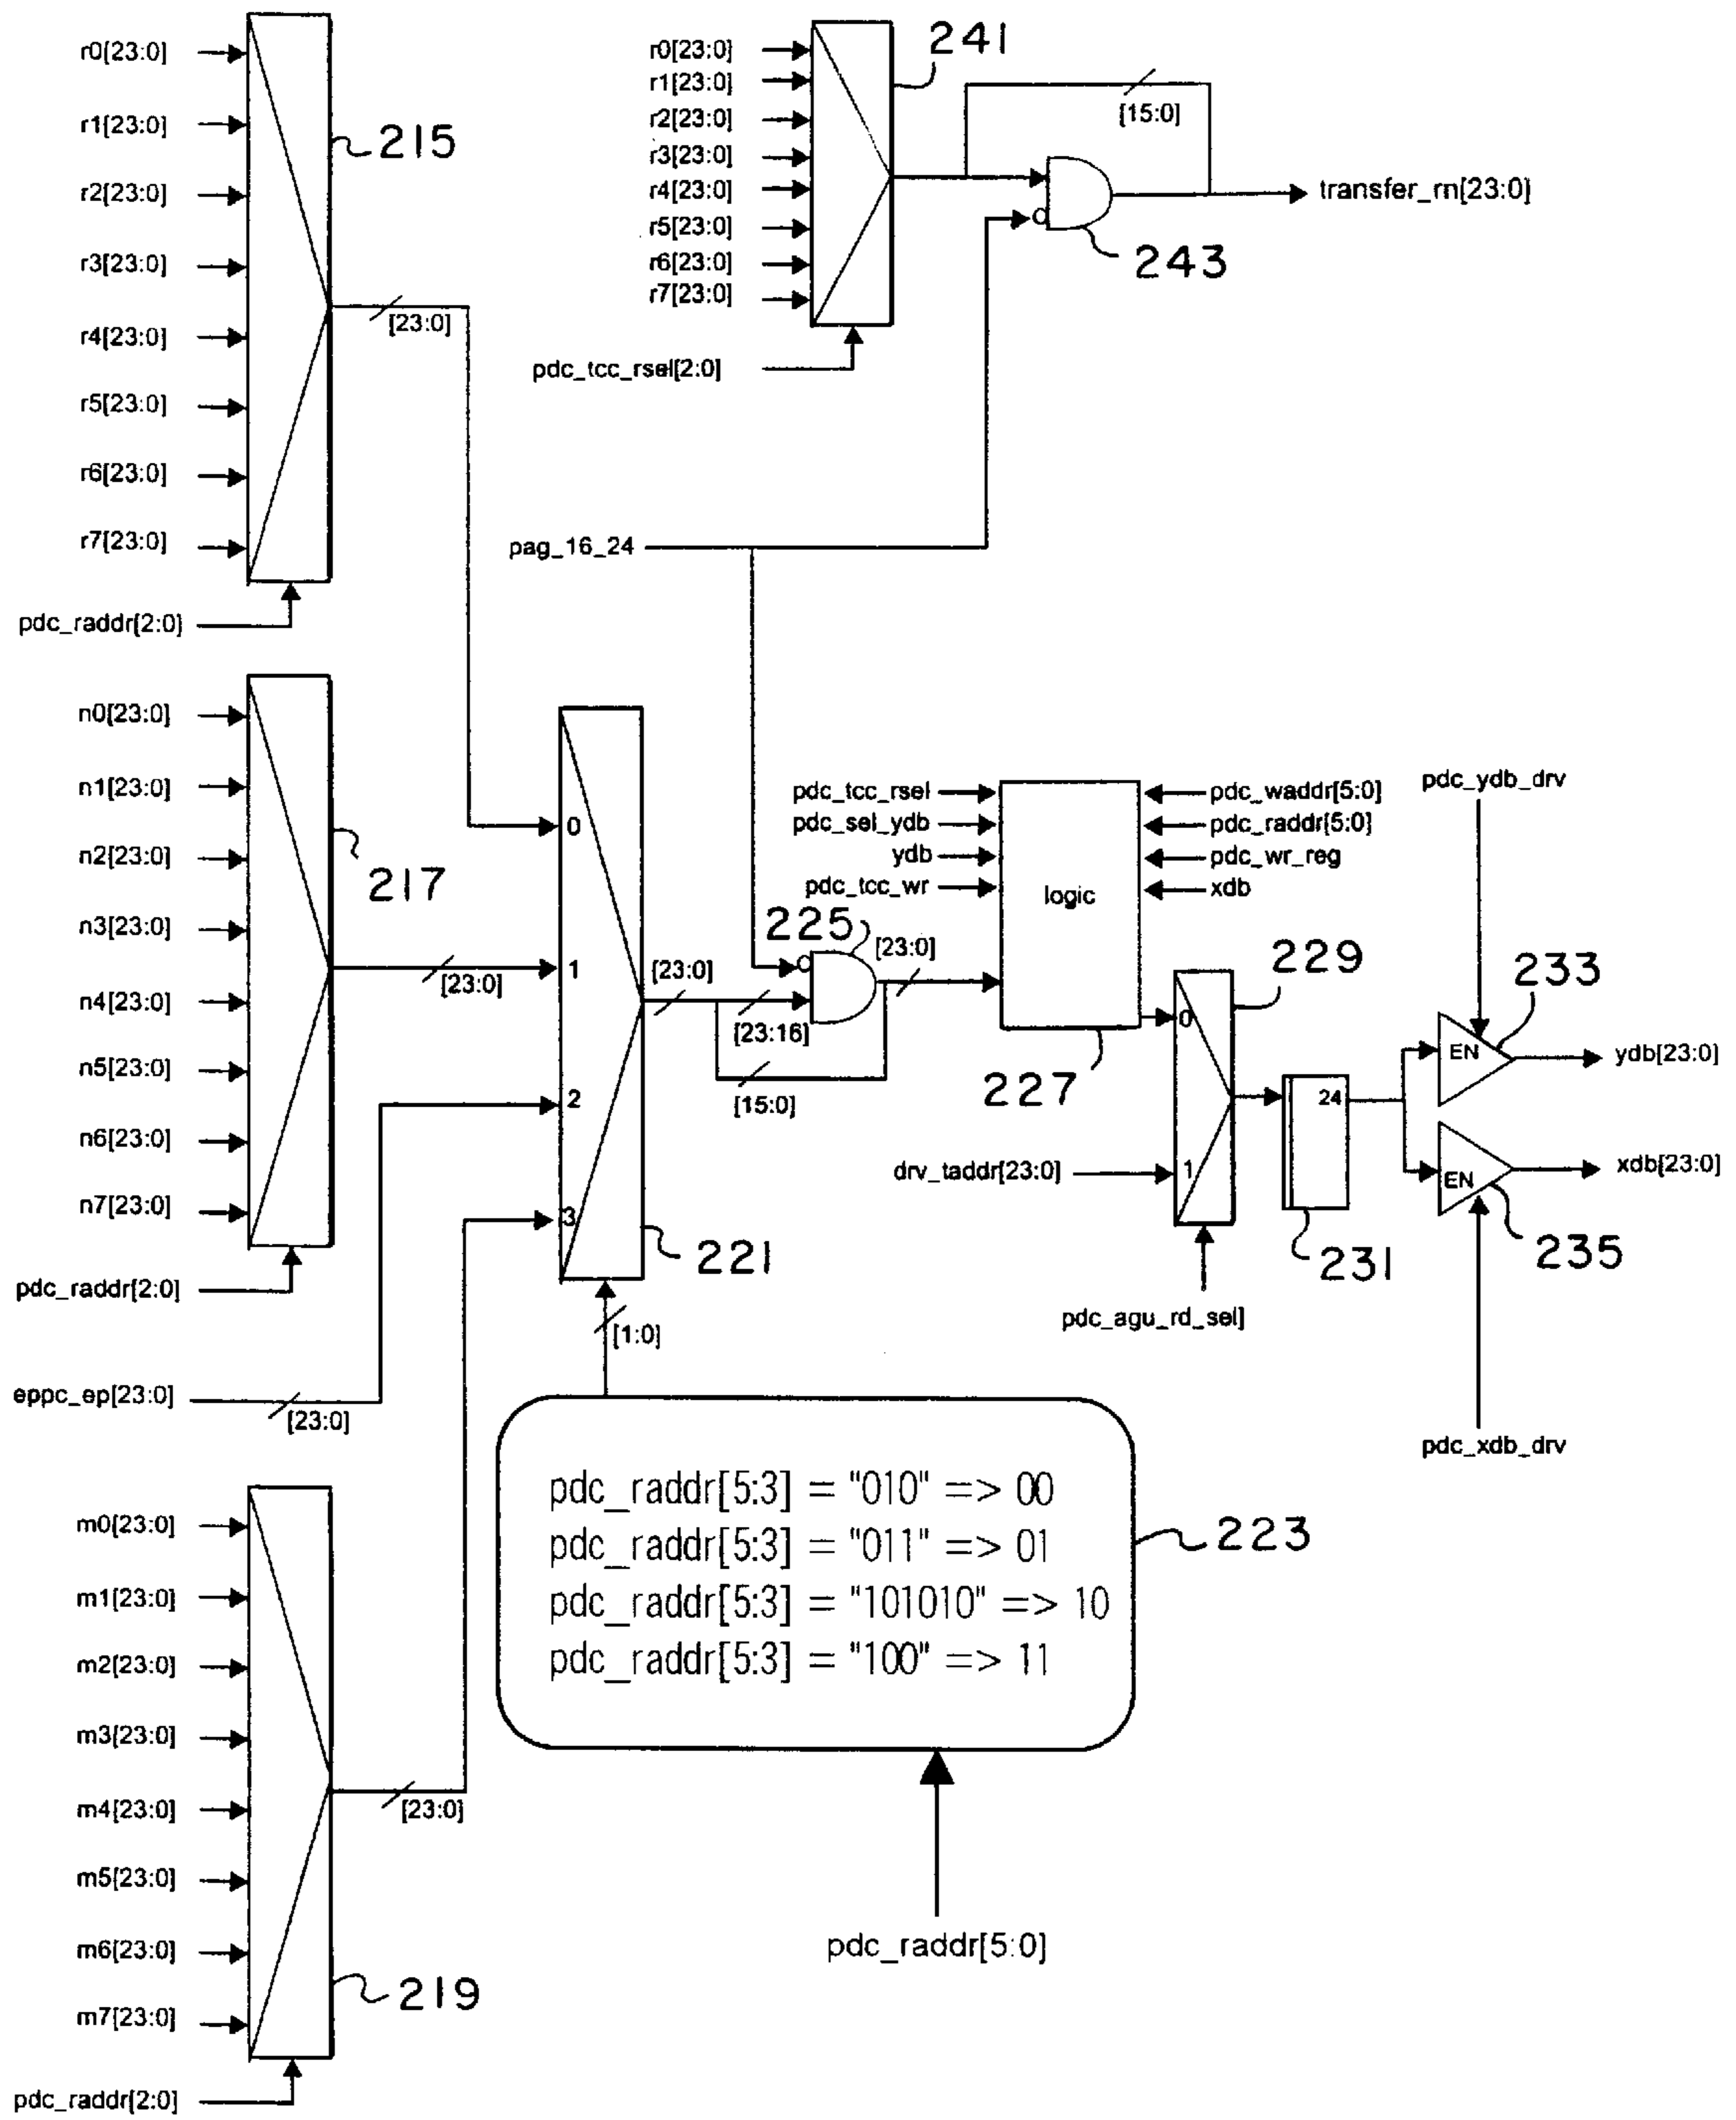 r0[23:0]
r1[23:0]
215
r2[23:0]
r3[23:0]
r4[23:0]
[23:0]
r5[23:0]
r6[23:0]
r7[23:0]
pdc_raddr[2:0]
r0[23:0]
r1[23:0]
r2[23:0]
r3[23:0]
r4[23:0]
r5[23:0]
r6[23:0]
r7[23:0]
241
[15:0]
transfer_rn[23:0]
243
pdc_tcc_rsel[2:0]
pag_16_24
n0[23:0]
n1[23:0]
n2[23:0]
217
n3[23:0]
n4[23:0]
[23:0]
n5[23:0]
n6[23:0]
n7[23:0]
pdc_raddr[2:0]
eppc_ep[23:0]
[23:0]
0
1
2
3
221
[1:0]
[23:0]
[23:16]
[15:0]
225
[23:0]
pdc_tcc_rsel
pdc_sel_ydb
ydb
pdc_tcc_wr
logic
pdc_waddr[5:0]
pdc_raddr[5:0]
pdc_wr_reg
xdb
227
229
0
1
drv_taddr[23:0]
pdc_agu_rd_sel]
24
231
pdc_ydb_drv
233
EN
ydb[23:0]
EN
xdb[23:0]
235
pdc_xdb_drv
m0[23:0]
m1[23:0]
m2[23:0]
m3[23:0]
m4[23:0]
[23:0]
m5[23:0]
m6[23:0]
219
m7[23:0]
pdc_raddr[2:0]
pdc_raddr[5:3] = "010" => 00
pdc_raddr[5:3] = "011" => 01
pdc_raddr[5:3] = "101010" => 10
pdc_raddr[5:3] = "100" => 11
223
pdc_raddr[5:0]